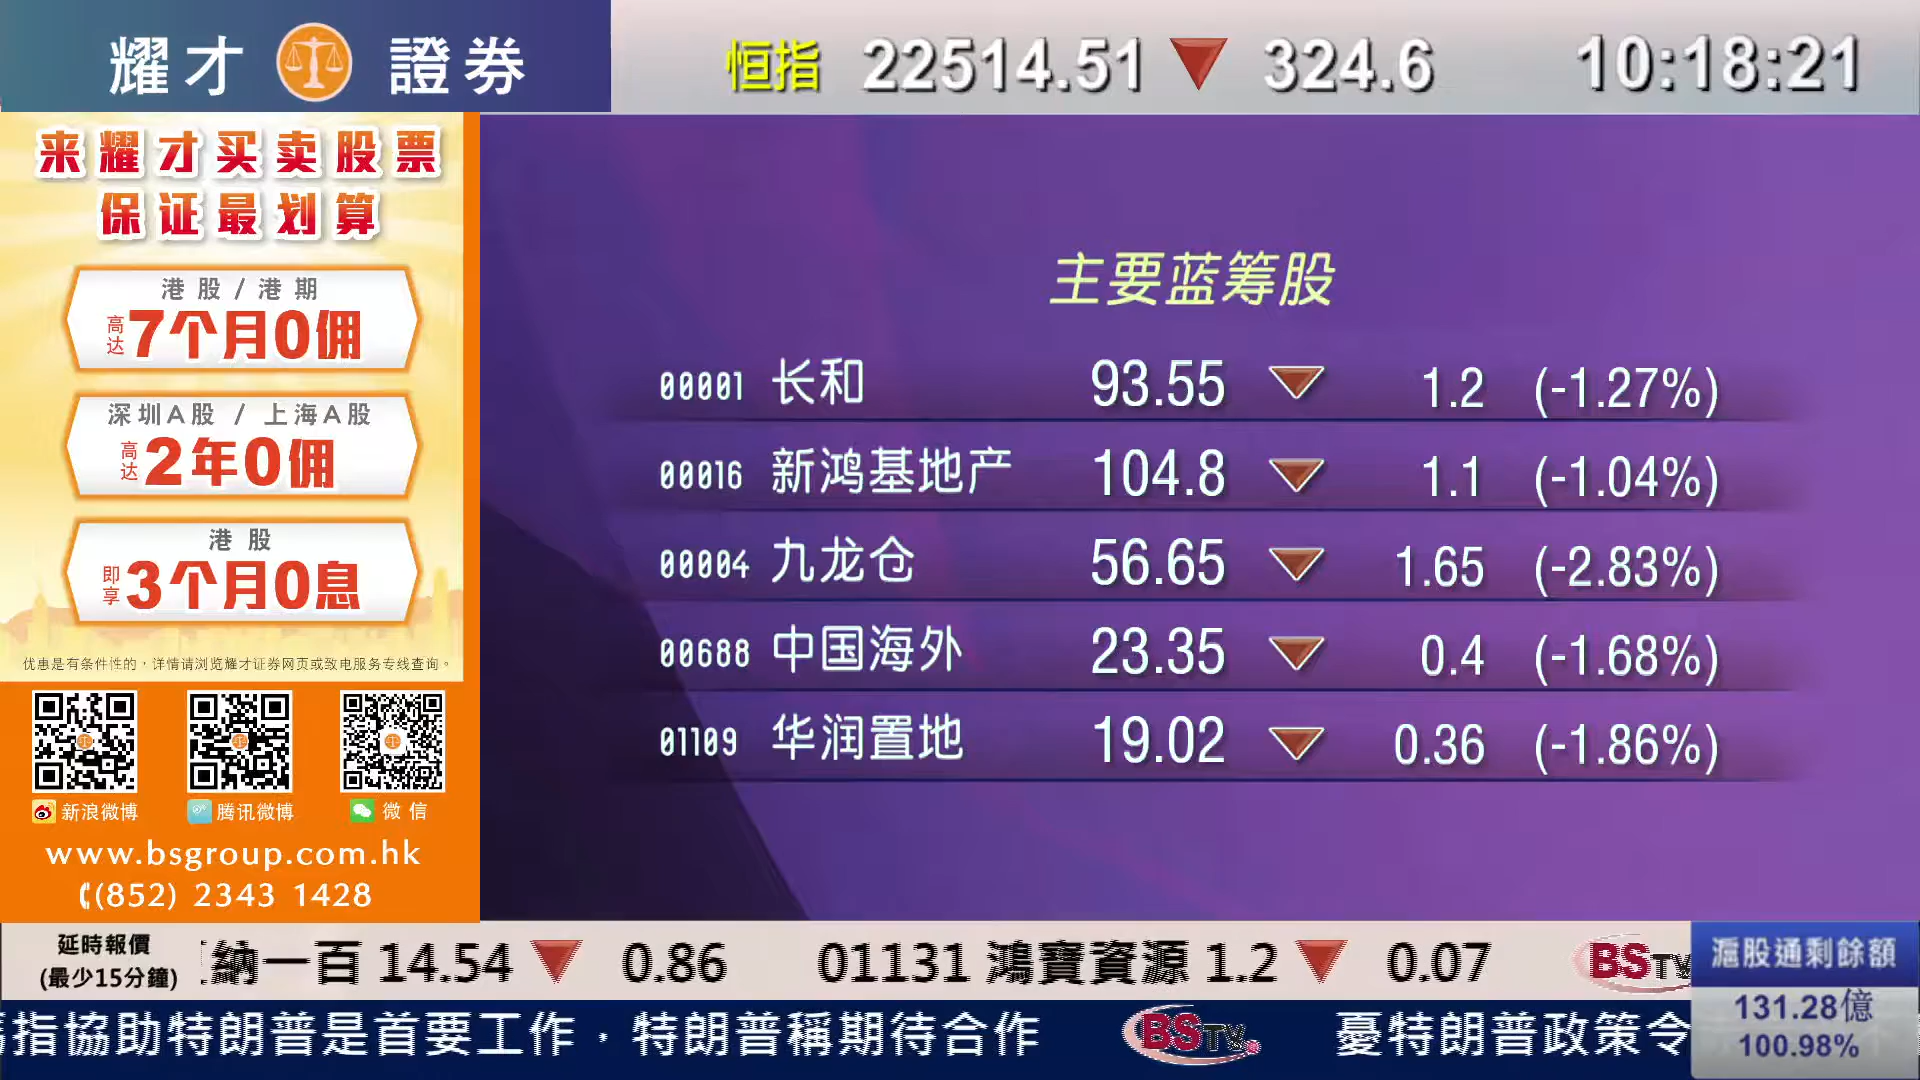 耀才 證券
恒指 22514.51 ▼ 324.6 10:18:21
来耀才买卖股票
保证最划算
港股/港期
高达7个月0佣
深圳A股 / 上海A股
高达2年0佣
港股
即享3个月0息
优惠是有条件性的，详情请浏览耀才证券网页或致电服务专线查询。
新浪微博 腾讯微博 微信
www.bsgroup.com.hk
(852) 2343 1428
主要蓝筹股
00001 长和 93.55 ▼ 1.2 (-1.27%)
00016 新鸿基地产 104.8 ▼ 1.1 (-1.04%)
00004 九龙仓 56.65 ▼ 1.65 (-2.83%)
00688 中国海外 23.35 ▼ 0.4 (-1.68%)
01109 华润置地 19.02 ▼ 0.36 (-1.86%)
延時報價
(最少15分鐘)
納一百 14.54 ▼ 0.86 01131 鴻寶資源 1.2 ▼ 0.07 BSTV
指協助特朗普是首要工作，特朗普稱期待合作 BSTV 憂特朗普政策令
滬股通剩餘額
131.28億
100.98%